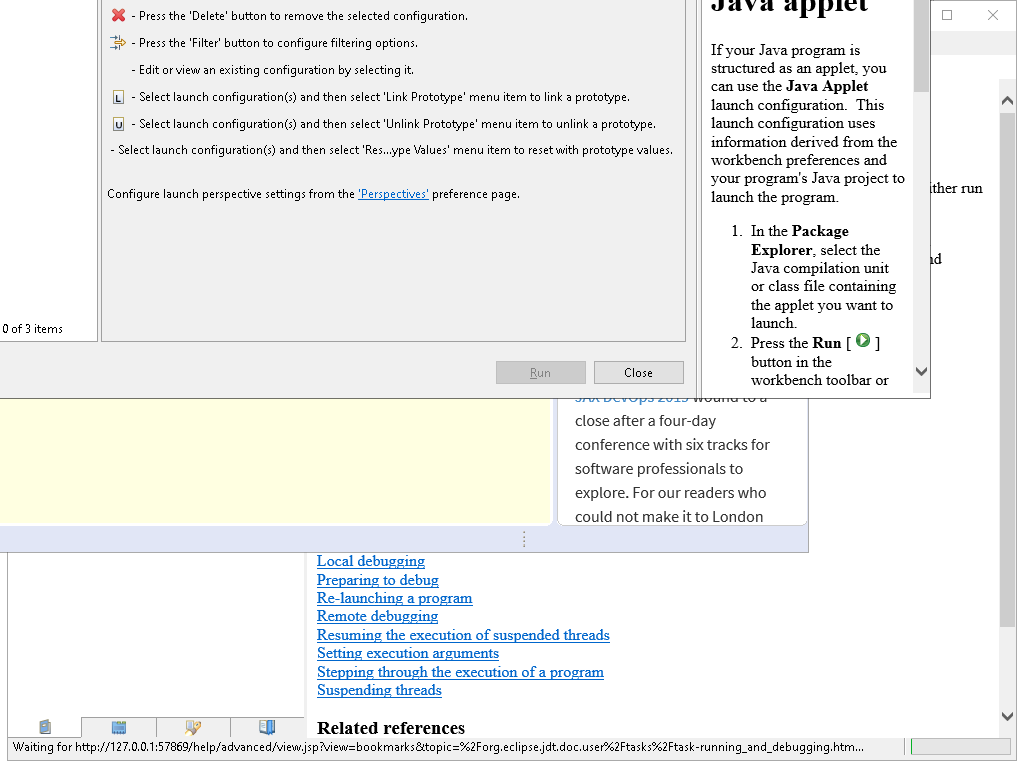 - Press the 'Delete' button to remove the selected configuration.
- Press the 'Filter' button to configure filtering options.
- Edit or view an existing configuration by selecting it.
L - Select launch configuration(s) and then select 'Link Prototype' menu item to link a prototype.
U - Select launch configuration(s) and then select 'Unlink Prototype' menu item to unlink a prototype.
- Select launch configuration(s) and then select 'Res...ype Values' menu item to reset with prototype values.
Configure launch perspective settings from the 'Perspectives' preference page.
0 of 3 items
Run
Close
Java applet
If your Java program is
structured as an applet, you
can use the Java Applet
launch configuration. This
launch configuration uses
information derived from the
workbench preferences and
your program's Java project to
launch the program.
1. In the Package
Explorer, select the
Java compilation unit
or class file containing
the applet you want to
launch.
2. Press the Run [ ]
button in the
workbench toolbar or
run
JAX DevOps 2015 wound to a
close after a four-day
conference with six tracks for
software professionals to
explore. For our readers who
could not make it to London
Local debugging
Preparing to debug
Re-launching a program
Remote debugging
Resuming the execution of suspended threads
Setting execution arguments
Stepping through the execution of a program
Suspending threads
Related references
Waiting for http://127.0.0.1:57869/help/advanced/view.jsp?view=bookmarks&topic=%2Forg.eclipse.jdt.doc.user%2Ftasks%2Ftask-running_and_debugging.htm...